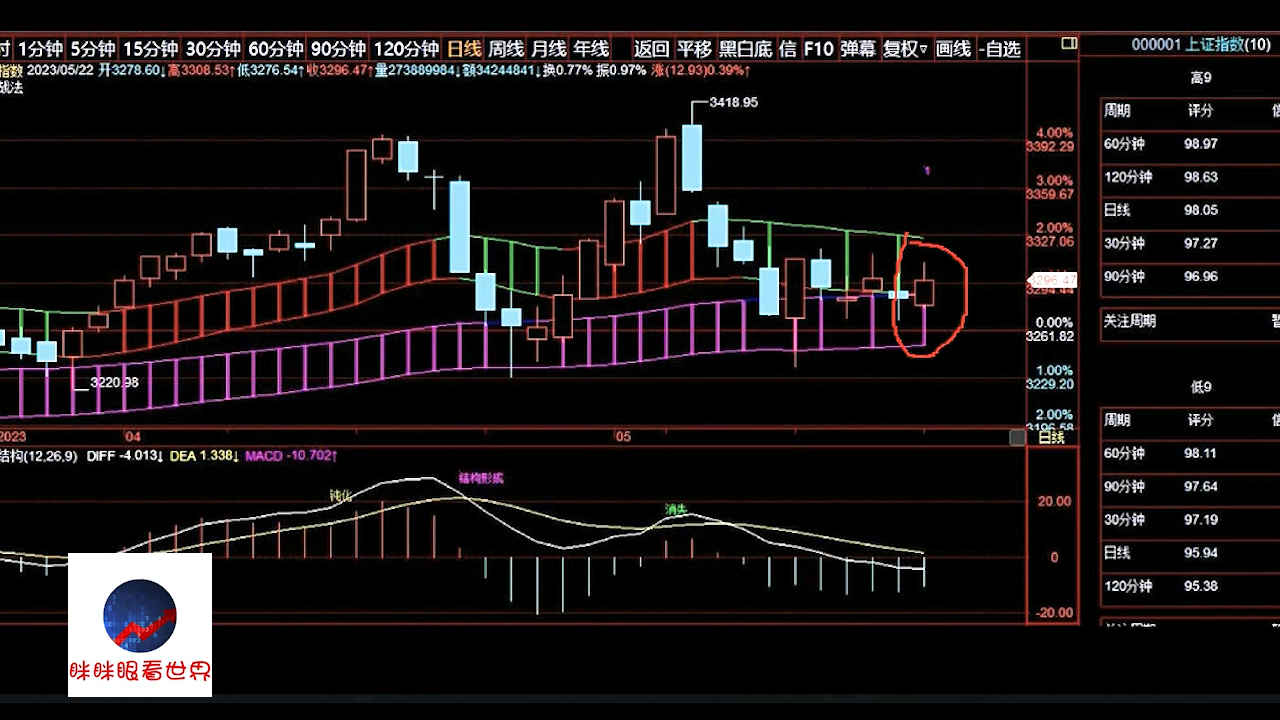 时 1分钟 5分钟 15分钟 30分钟 60分钟 90分钟 120分钟 日线 周线 月线 年线 返回 平移 黑白底 信 F10 弹幕 复权▿ 画线 -自选
000001 上证指数(10)
指数 2023/05/22 开3278.60↓高3308.53↑低3276.54↑收3296.47↑量273889984↓额34244841↓换0.77% 振0.97% 涨(12.93)0.39%↑
战法
高9
3418.95
周期 评分 信
4.00%
3392.29
60分钟 98.97
120分钟 98.63
3.00%
3359.67
日线 98.05
2.00%
3327.06
30分钟 97.27
90分钟 96.96
3296.47
3294.44
0.00%
3261.82
关注周期 暂
1.00%
3229.20
3220.98
低9
2.00%
3196.58
周期 评分 信
2023 04 05 日线
60分钟 98.11
结构(12,26,9) DIFF -4.013↓ DEA 1.338↓ MACD -10.702↑
90分钟 97.64
钝化 结构形成 消失
20.00
30分钟 97.19
0
日线 95.94
120分钟 95.38
-20.00
眯眯眼看世界